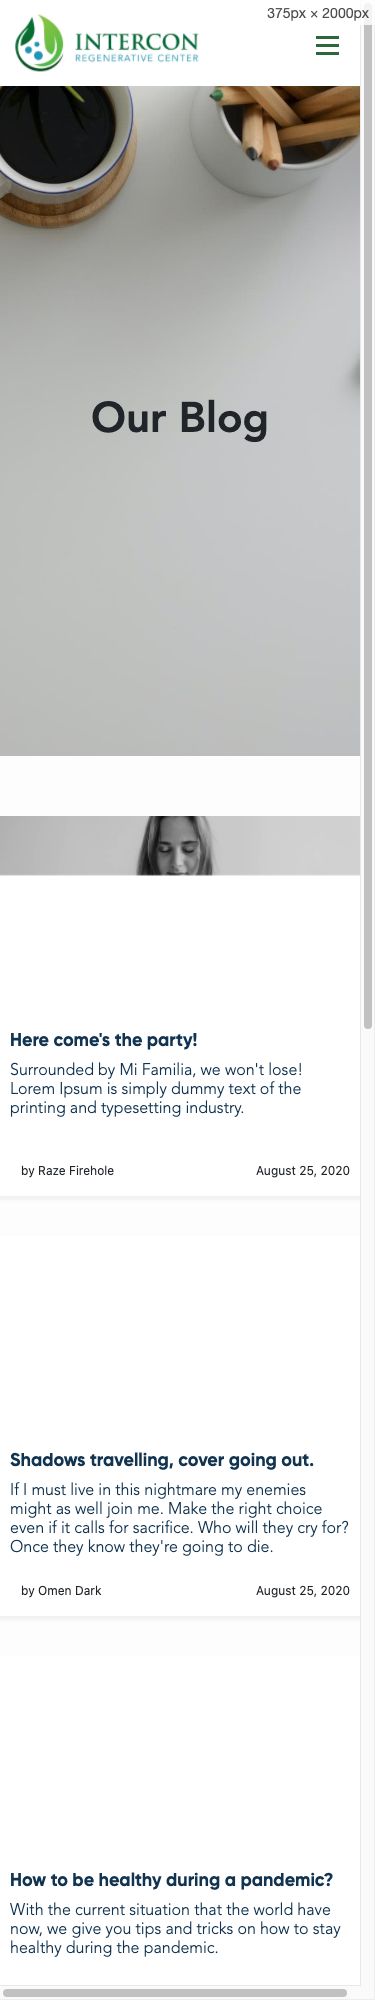 375px × 2000px
INTERCON
REGENERATIVE CENTER
Our Blog
Here come's the party!
Surrounded by Mi Familia, we won't lose!
Lorem Ipsum is simply dummy text of the
printing and typesetting industry.
by Raze Firehole August 25, 2020
Shadows travelling, cover going out.
If I must live in this nightmare my enemies
might as well join me. Make the right choice
even if it calls for sacrifice. Who will they cry for?
Once they know they're going to die.
by Omen Dark August 25, 2020
How to be healthy during a pandemic?
With the current situation that the world have
now, we give you tips and tricks on how to stay
healthy during the pandemic.